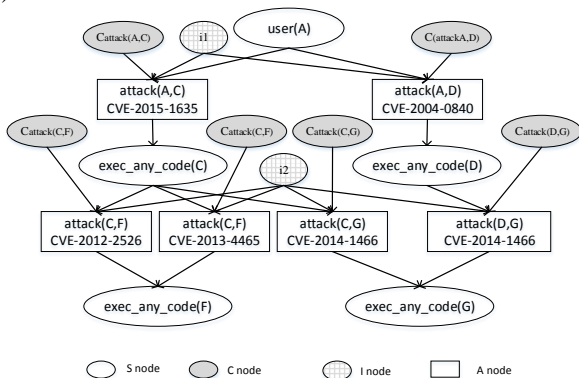 )
Cattack(A,C)
i1
user(A)
C(attackA,D)
attack(A,C)
CVE-2015-1635
attack(A,D)
CVE-2004-0840
Cattack(C,F)
Cattack(C,F)
Cattack(C,G)
Cattack(D,G)
exec_any_code(C)
i2
exec_any_code(D)
attack(C,F)
CVE-2012-2526
attack(C,F)
CVE-2013-4465
attack(C,G)
CVE-2014-1466
attack(D,G)
CVE-2014-1466
exec_any_code(F)
exec_any_code(G)
S node
C node
I node
A node